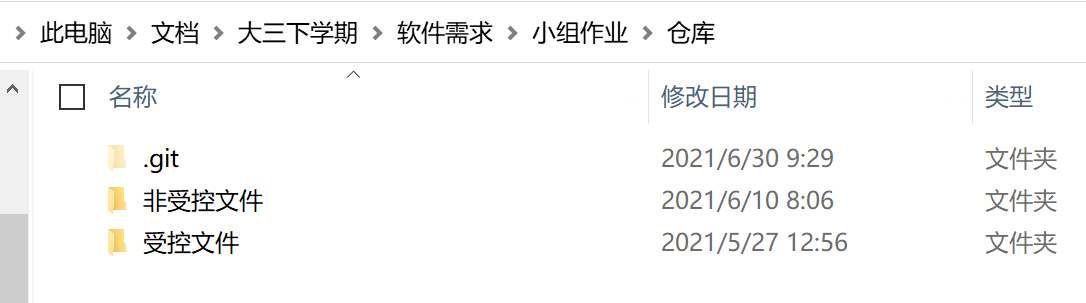 此电脑 > 文档 > 大三下学期 > 软件需求 > 小组作业 > 仓库
名称 修改日期 类型
.git 2021/6/30 9:29 文件夹
非受控文件 2021/6/10 8:06 文件夹
受控文件 2021/5/27 12:56 文件夹